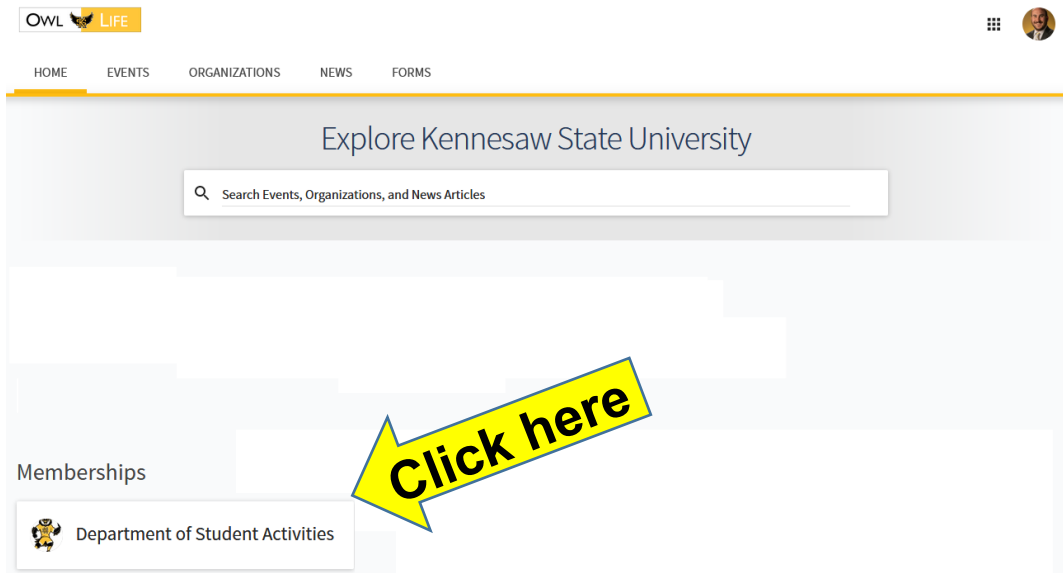 OWL LIFE
HOME EVENTS ORGANIZATIONS NEWS FORMS
Explore Kennesaw State University
Search Events, Organizations, and News Articles
Click here
Memberships
Department of Student Activities